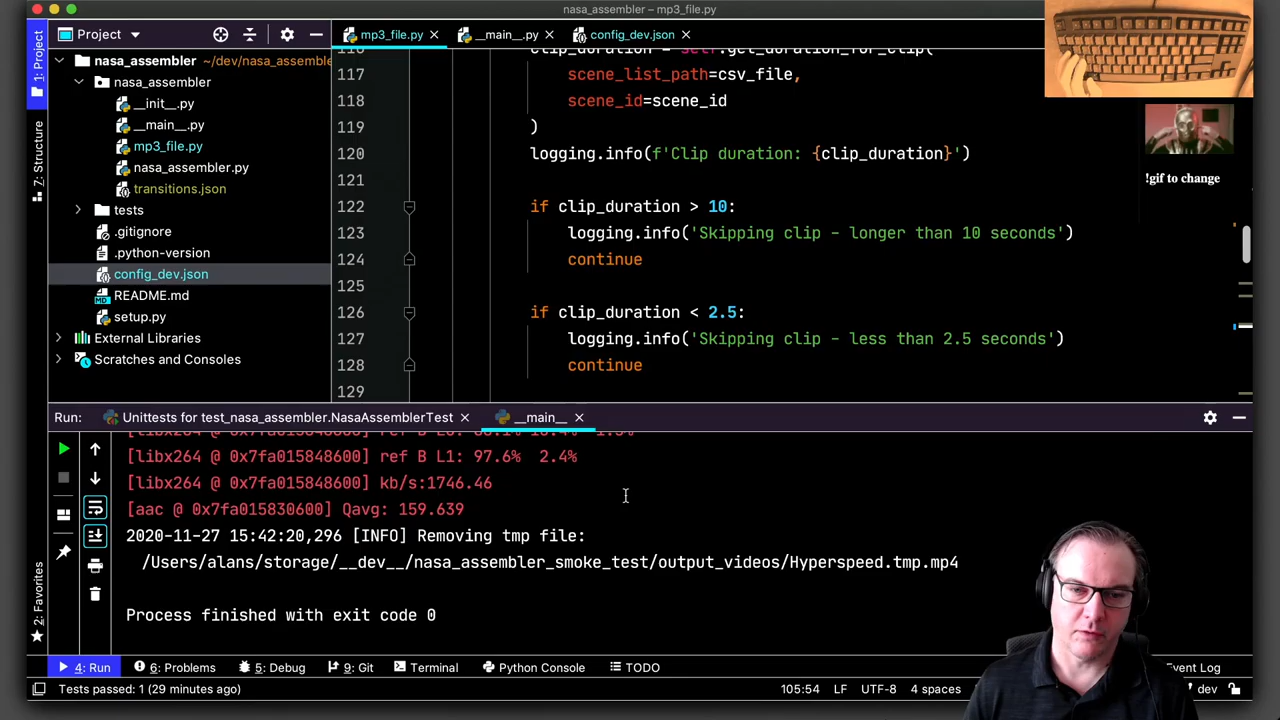 nasa_assembler – mp3_file.py
Project
mp3_file.py
__main__.py
config_dev.json
1: Project
7: Structure
2: Favorites
nasa_assembler ~/dev/nasa_assemble
nasa_assembler
__init__.py
__main__.py
mp3_file.py
nasa_assembler.py
transitions.json
tests
.gitignore
.python-version
config_dev.json
README.md
setup.py
External Libraries
Scratches and Consoles
116 clip_duration = self.get_duration_for_clip(
117 scene_list_path=csv_file,
118 scene_id=scene_id
119 )
120 logging.info(f'Clip duration: {clip_duration}')
121
122 if clip_duration > 10:
123 logging.info('Skipping clip - longer than 10 seconds')
124 continue
125
126 if clip_duration < 2.5:
127 logging.info('Skipping clip - less than 2.5 seconds')
128 continue
129
!gif to change
Run: Unittests for test_nasa_assembler.NasaAssemblerTest
__main__
[libx264 @ 0x7fa015848600]
[libx264 @ 0x7fa015848600] ref B L1: 97.6% 2.4%
[libx264 @ 0x7fa015848600] kb/s:1746.46
[aac @ 0x7fa015830600] Qavg: 159.639
2020-11-27 15:42:20,296 [INFO] Removing tmp file:
/Users/alans/storage/__dev__/nasa_assembler_smoke_test/output_videos/Hyperspeed.tmp.mp4
Process finished with exit code 0
4: Run
6: Problems
5: Debug
9: Git
Terminal
Python Console
TODO
Event Log
Tests passed: 1 (29 minutes ago)
105:54 LF UTF-8 4 spaces
dev